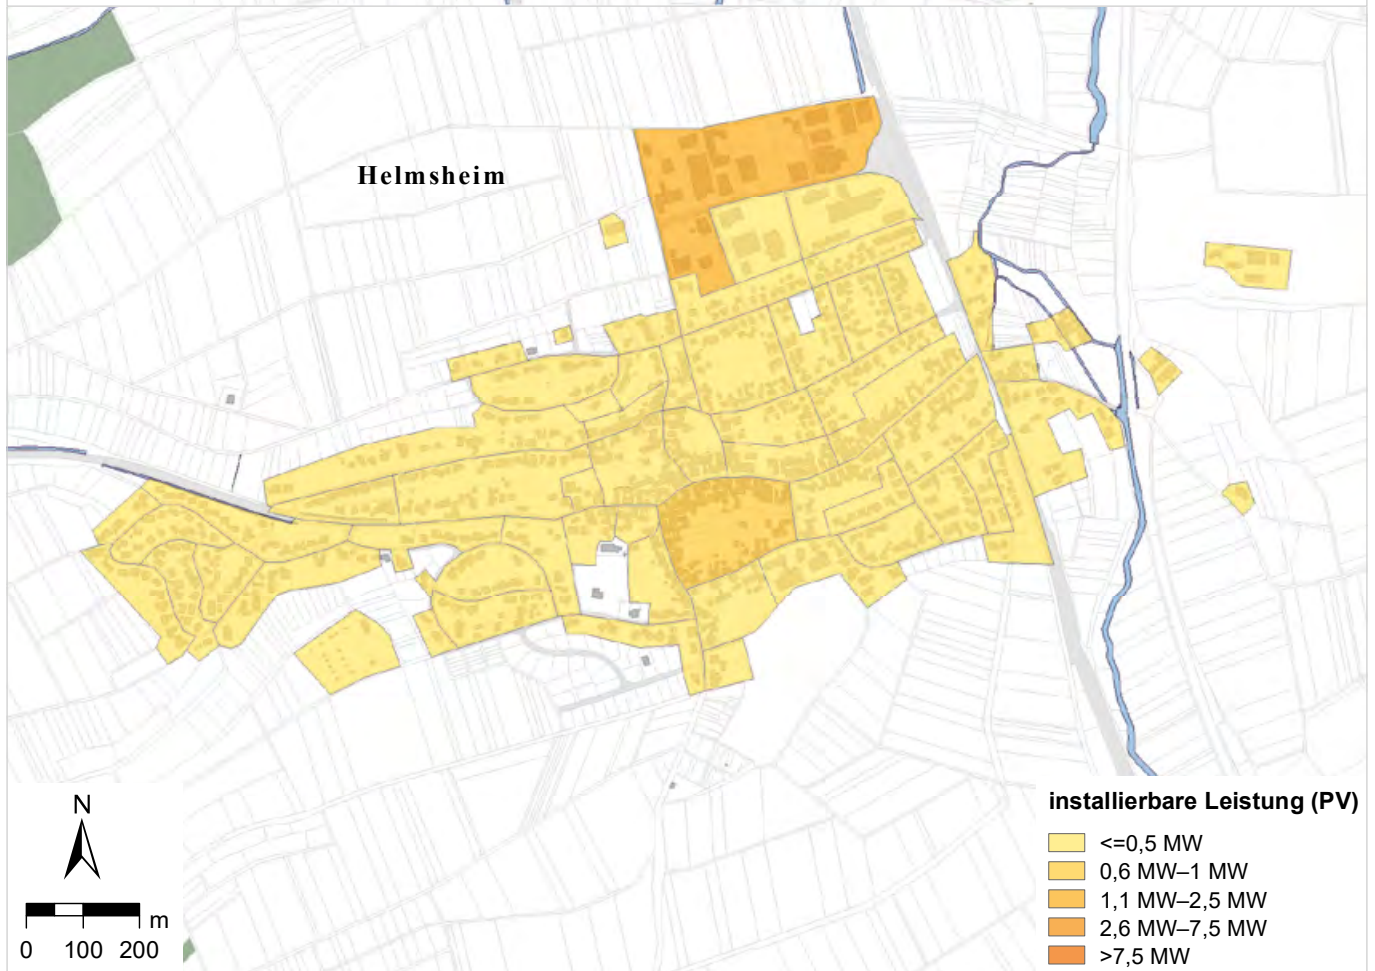 Helmsheim
N
m
0 100 200
installierbare Leistung (PV)
<=0,5 MW
0,6 MW–1 MW
1,1 MW–2,5 MW
2,6 MW–7,5 MW
>7,5 MW